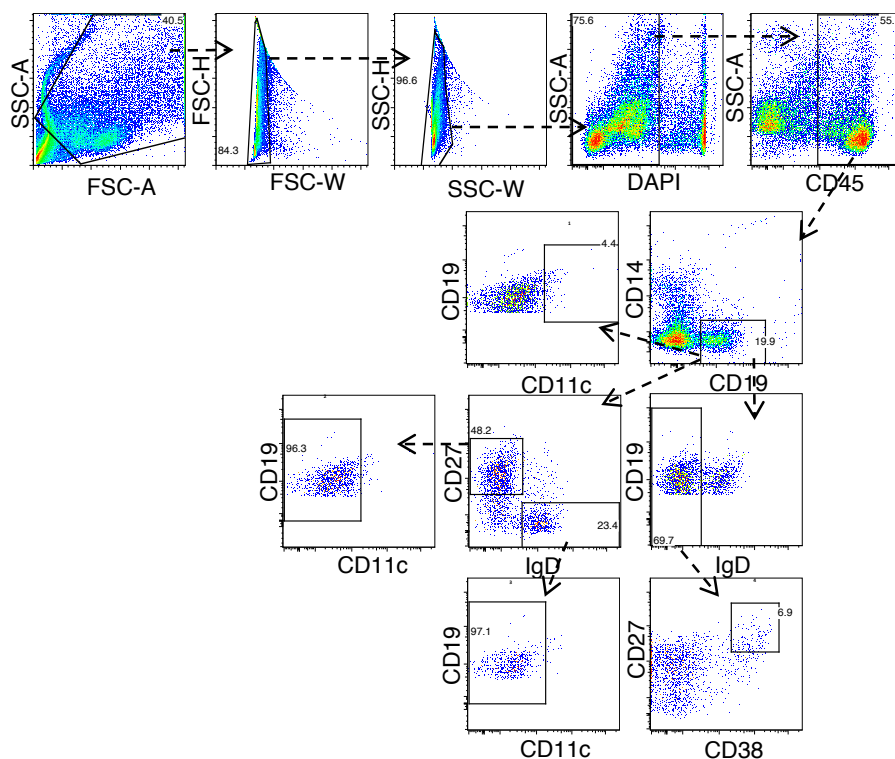 SSC-A
40.5
FSC-A
FSC-H
84.3
FSC-W
SSC-H
96.6
SSC-W
SSC-A
75.6
DAPI
SSC-A
55.
CD45
CD19
4.4
CD11c
CD14
19.9
CD19
CD19
96.3
CD11c
CD27
48.2
23.4
IgD
CD19
69.7
IgD
CD19
97.1
CD11c
CD27
6.9
CD38